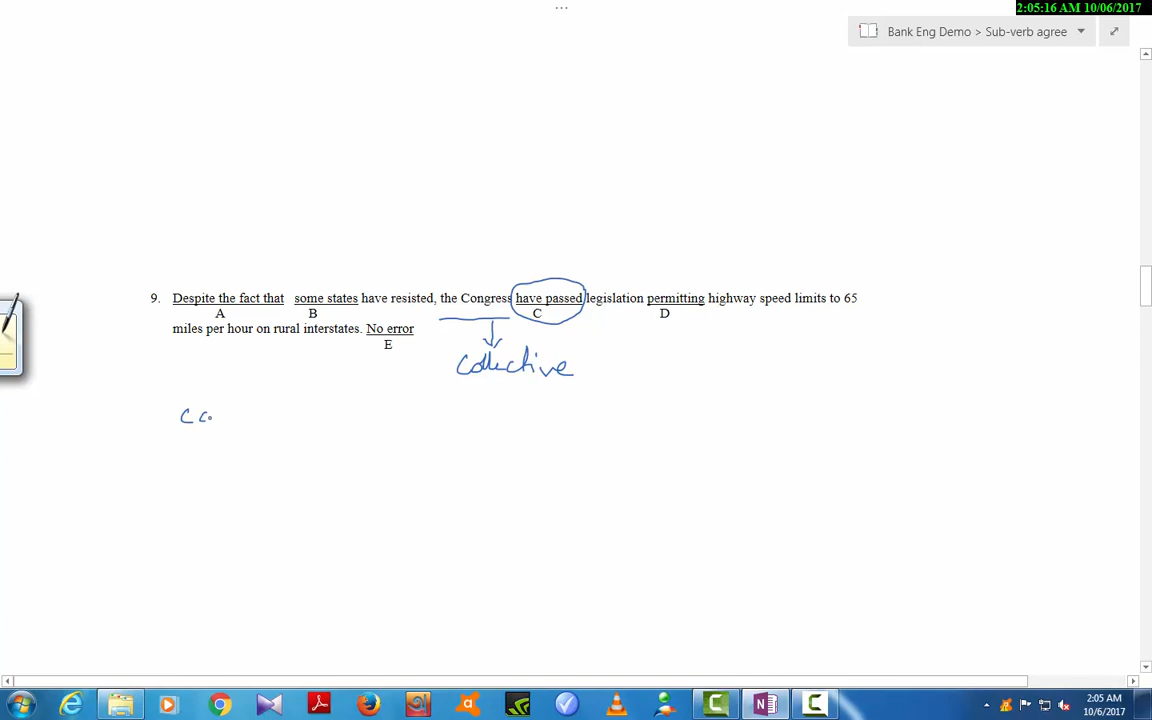 2:05:16 AM 10/06/2017
Bank Eng Demo > Sub-verb agree
9. Despite the fact that some states have resisted, the Congress have passed legislation permitting highway speed limits to 65
A B C D
miles per hour on rural interstates. No error
E
Collective
co
2:05 AM
10/6/2017